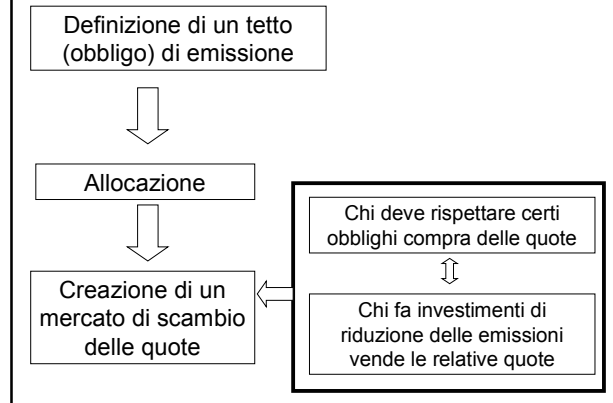 Definizione di un tetto
(obbligo) di emissione
Allocazione
Creazione di un
mercato di scambio
delle quote
Chi deve rispettare certi
obblighi compra delle quote
Chi fa investimenti di
riduzione delle emissioni
vende le relative quote